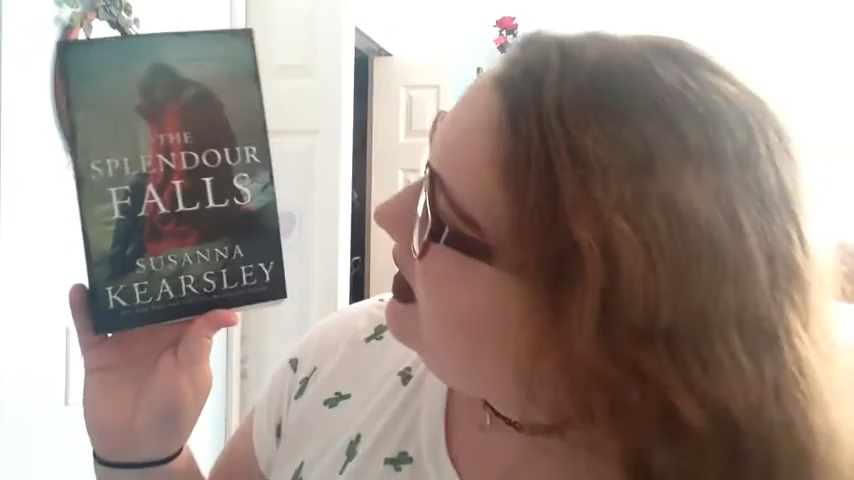 THE
SPLENDOUR
FALLS
SUSANNA
KEARSLEY